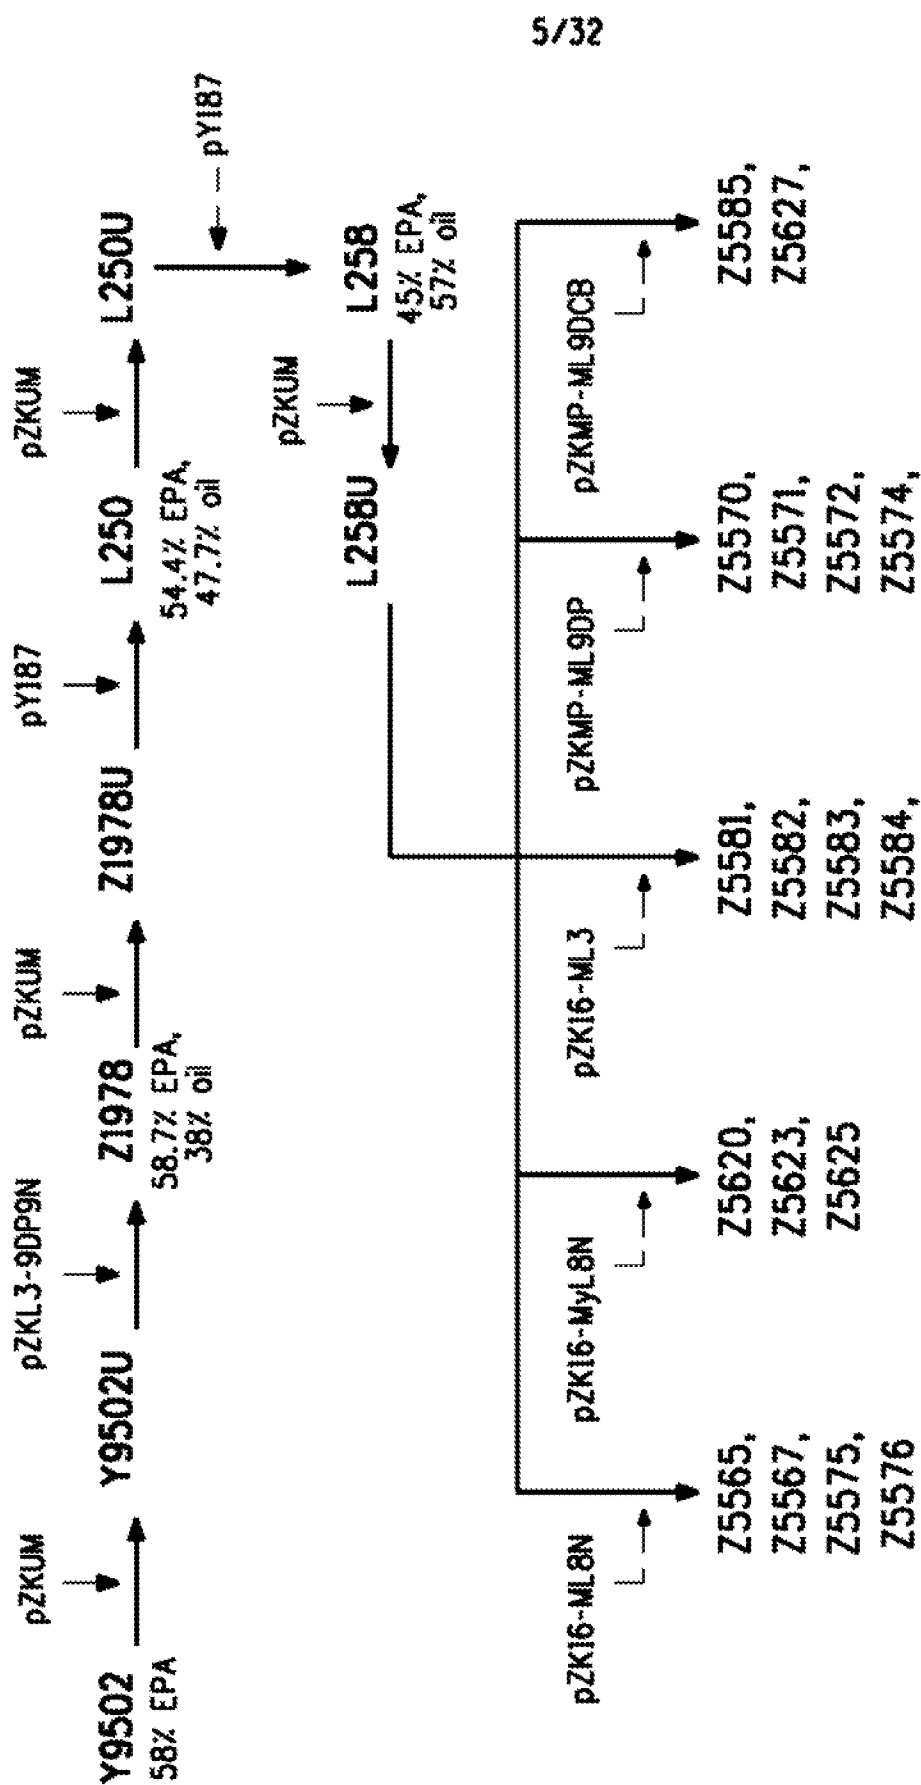 5/32
pZKUM
pZKL3-9DP9N
pZKUM
pY187
pZKUM
Y9502
58% EPA
Y9502U
Z1978
58.7% EPA,
38% oil
Z1978U
L250
54.4% EPA,
47.7% oil
L250U
pY187
L258
45% EPA,
57% oil
pZKUM
L258U
pZK16-ML8N
pZK16-MyL8N
pZK16-ML3
pZKMP-ML9DP
pZKMP-ML9DCB
Z5565,
Z5567,
Z5575,
Z5576
Z5620,
Z5623,
Z5625
Z5581,
Z5582,
Z5583,
Z5584,
Z5570,
Z5571,
Z5572,
Z5574,
Z5585,
Z5627,